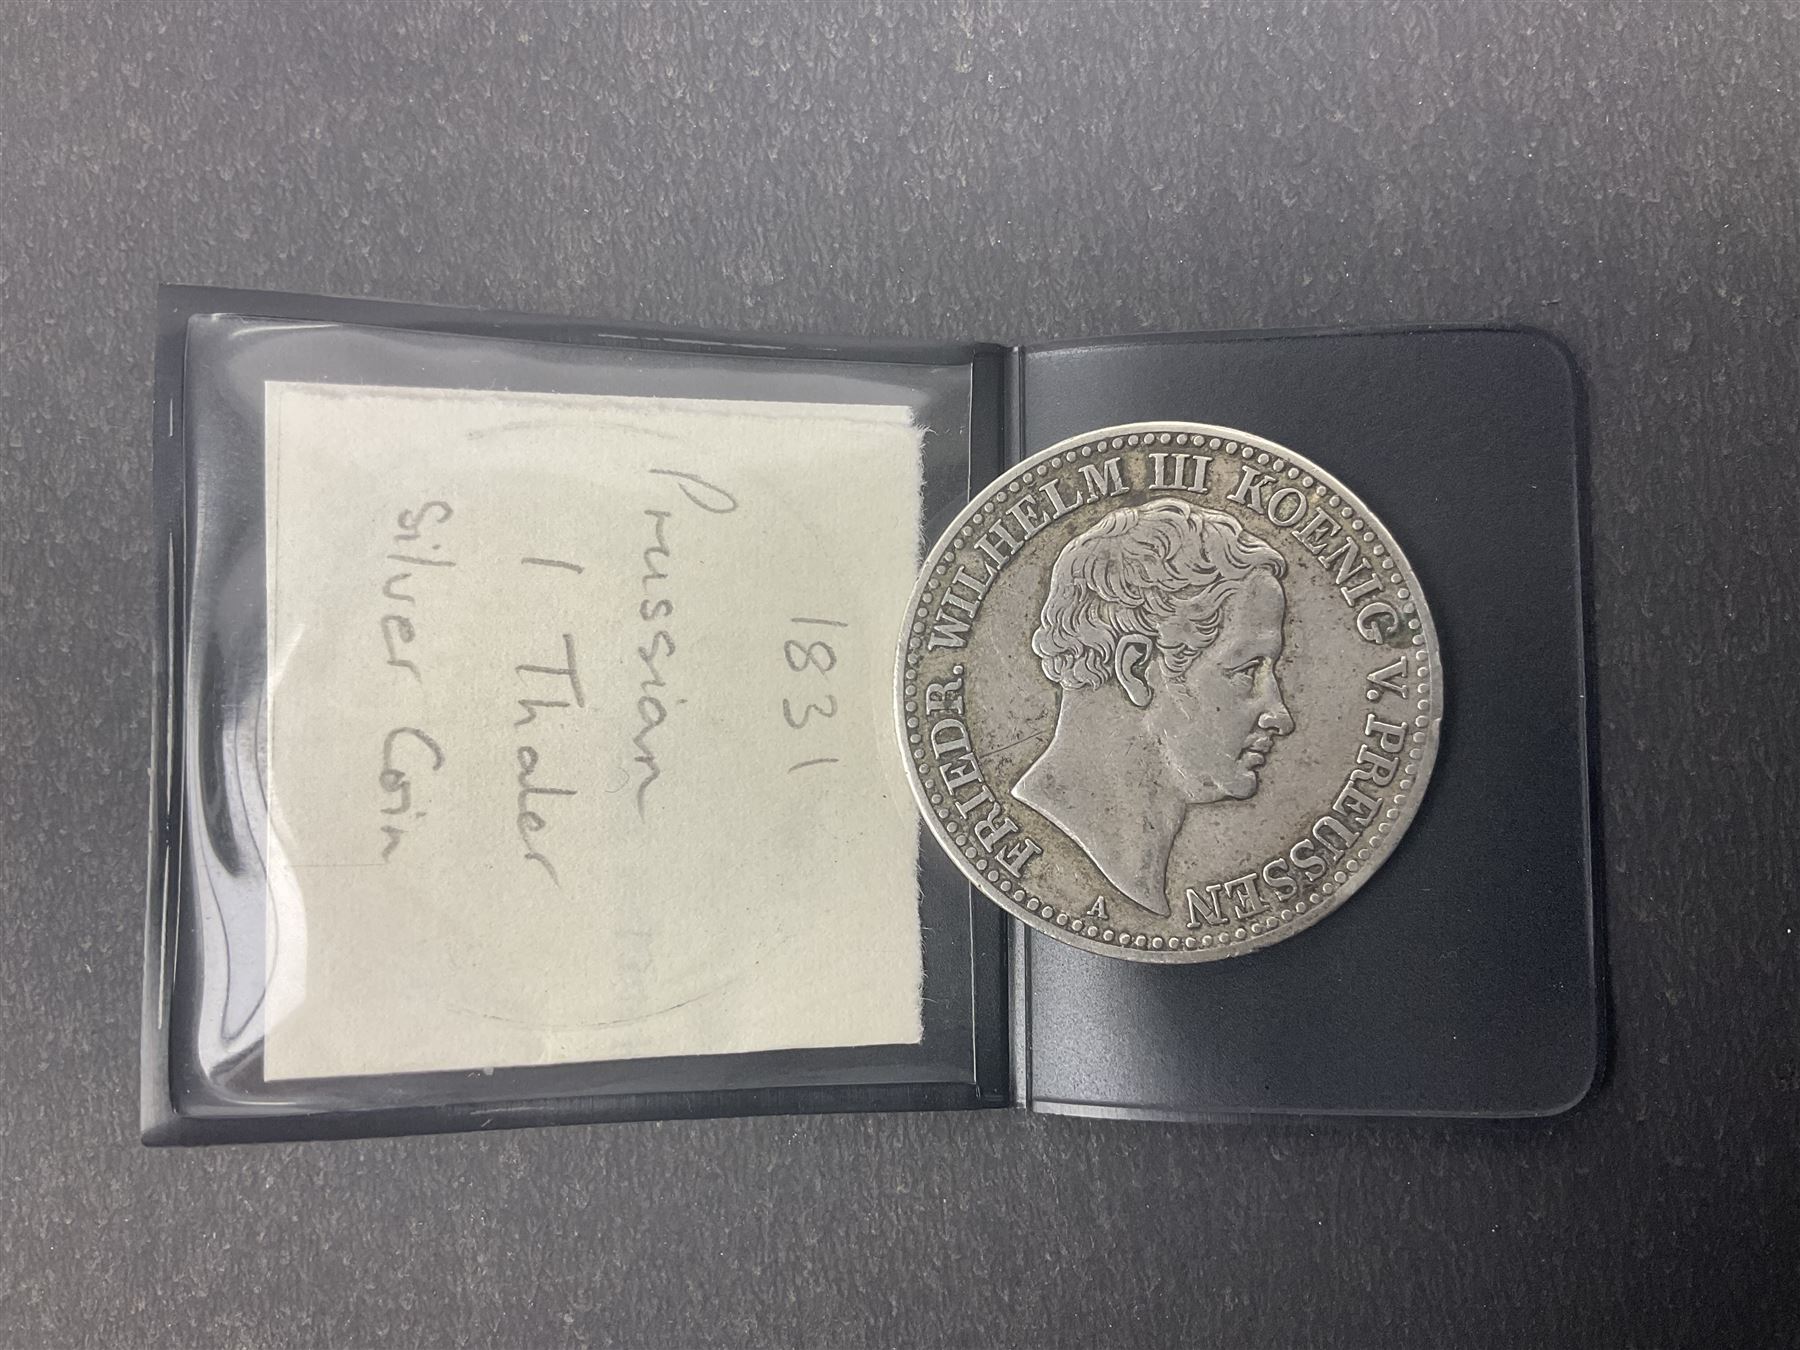 1831
Prussian
1 Thaler
Silver Coin
FRIEDR. WILHELM III KOENIG V. PREUSSEN
A